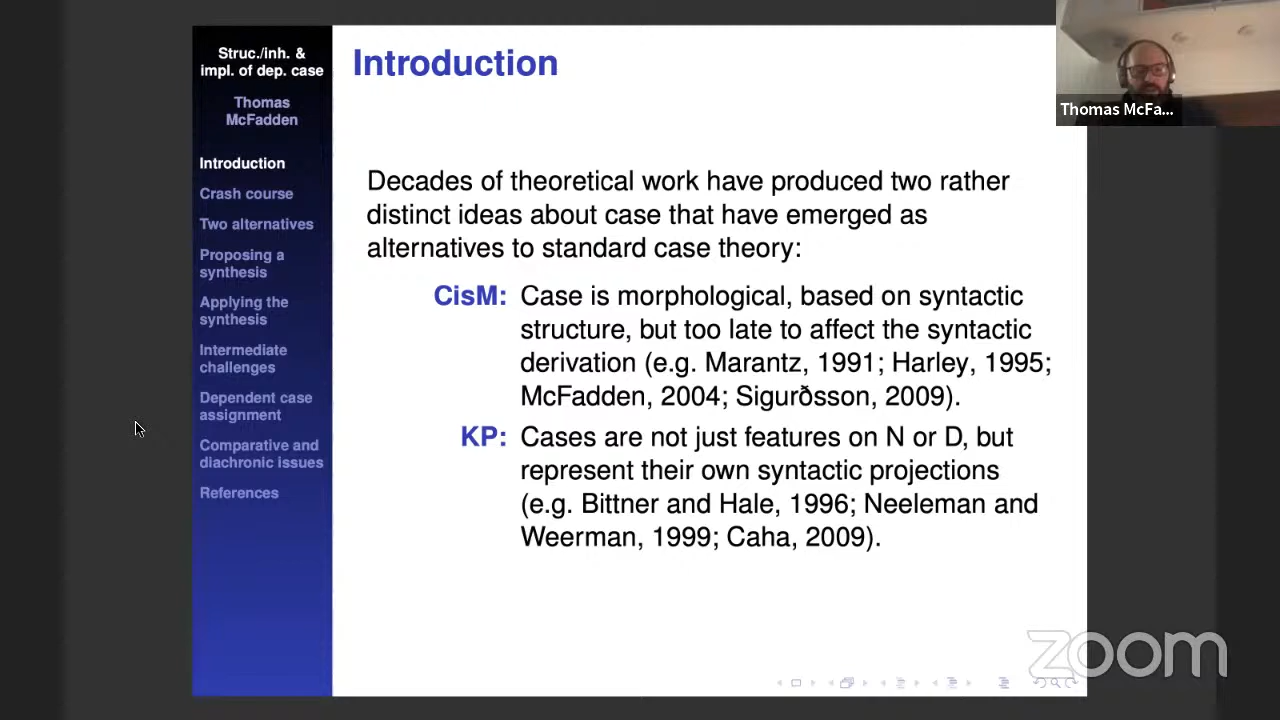 Struc./inh. &
impl. of dep. case
Thomas
McFadden
Introduction
Crash course
Two alternatives
Proposing a
synthesis
Applying the
synthesis
Intermediate
challenges
Dependent case
assignment
Comparative and
diachronic issues
References
Introduction
Decades of theoretical work have produced two rather
distinct ideas about case that have emerged as
alternatives to standard case theory:
CisM: Case is morphological, based on syntactic
structure, but too late to affect the syntactic
derivation (e.g. Marantz, 1991; Harley, 1995;
McFadden, 2004; Sigurðsson, 2009).
KP: Cases are not just features on N or D, but
represent their own syntactic projections
(e.g. Bittner and Hale, 1996; Neeleman and
Weerman, 1999; Caha, 2009).
Thomas McFa...
zoom